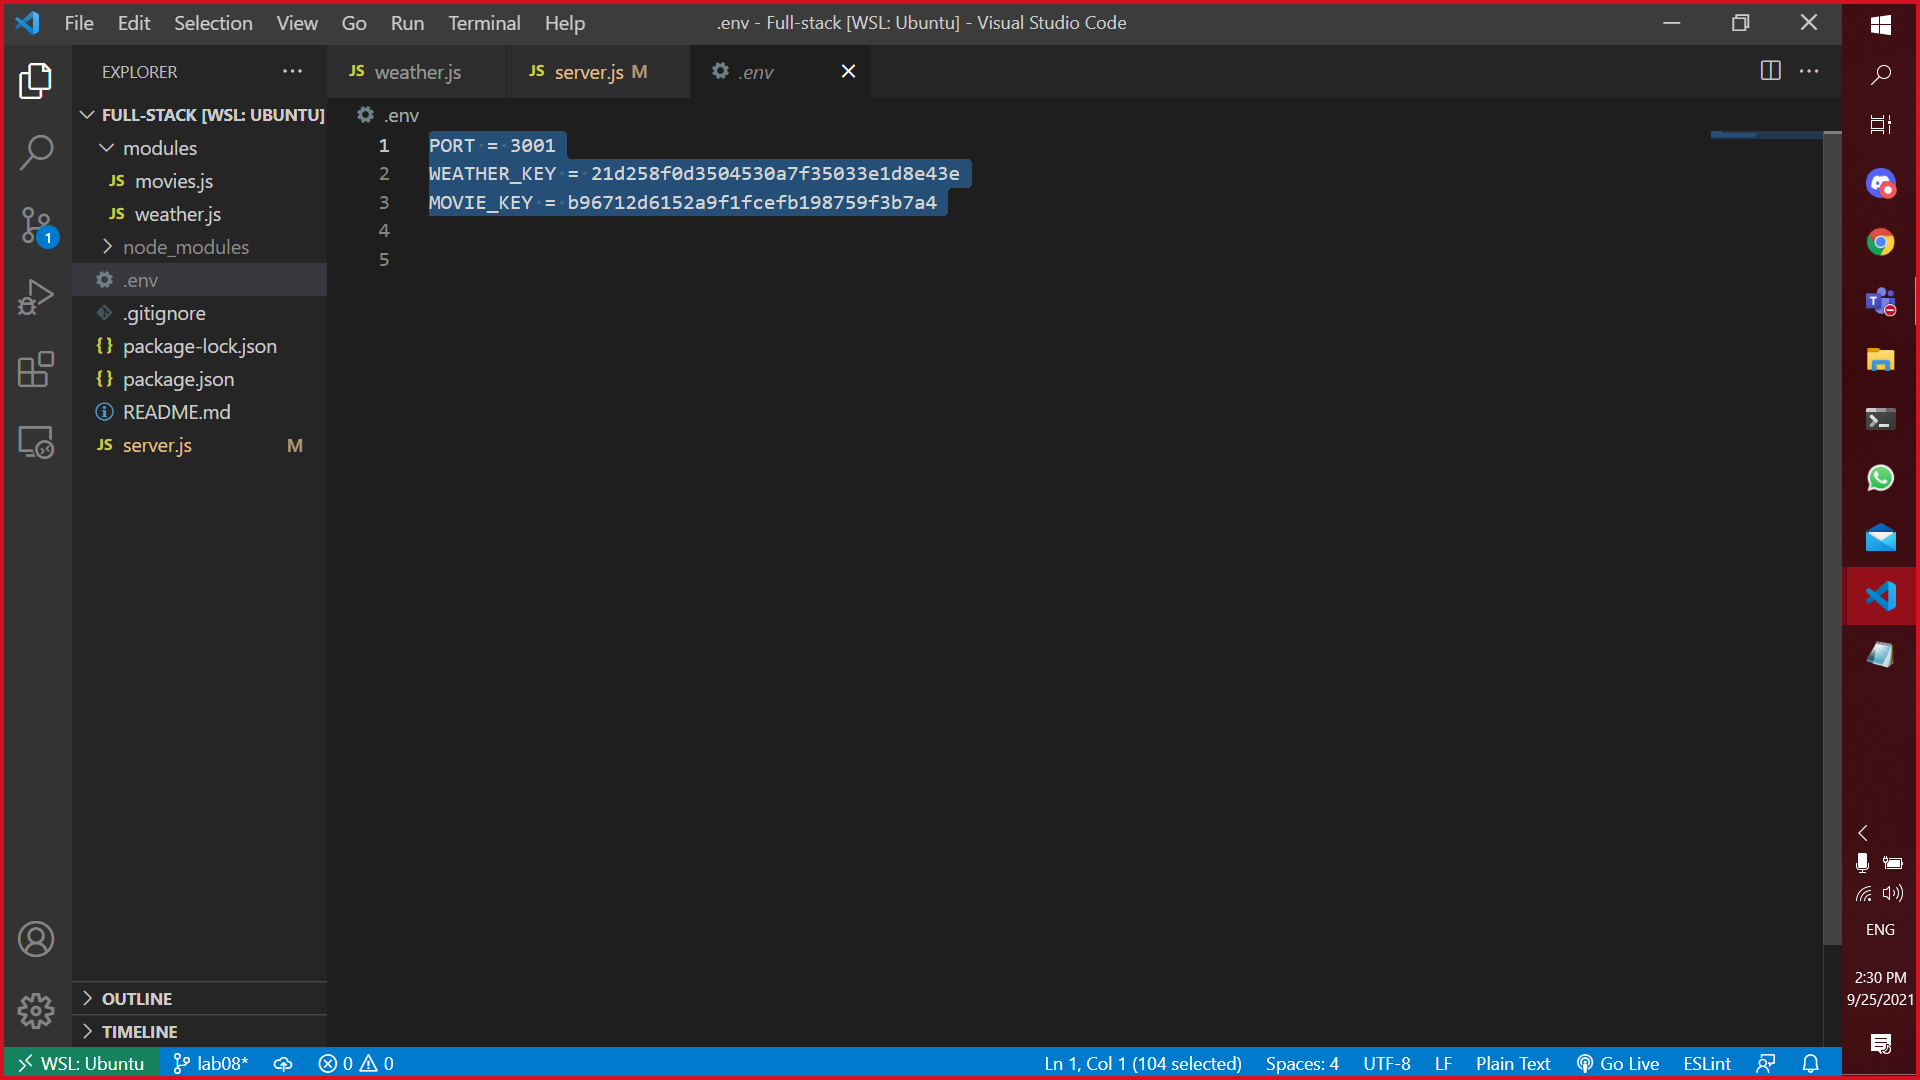 File Edit Selection View Go Run Terminal Help .env - Full-stack [WSL: Ubuntu] - Visual Studio Code
EXPLORER
JS weather.js
JS server.js M
.env
FULL-STACK [WSL: UBUNTU]
modules
JS movies.js
JS weather.js
node_modules
.env
.gitignore
{} package-lock.json
{} package.json
README.md
JS server.js M
1
.env
1 PORT = 3001
2 WEATHER_KEY = 21d258f0d3504530a7f35033e1d8e43e
3 MOVIE_KEY = b96712d6152a9f1fcefb198759f3b7a4
4
5
OUTLINE
TIMELINE
WSL: Ubuntu lab08* 0 0 Ln 1, Col 1 (104 selected) Spaces: 4 UTF-8 LF Plain Text Go Live ESLint
ENG
2:30 PM
9/25/2021